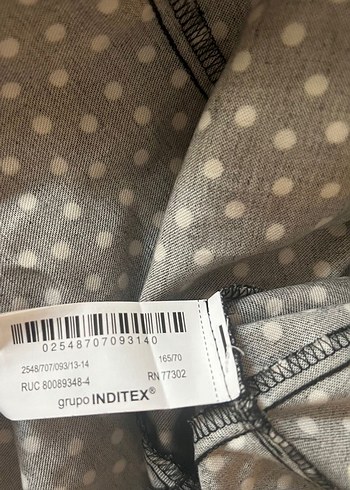 02548707093140
2548/707/093/13-14 165/70
RUC 80089348-4 RN 77302
grupo INDITEX®